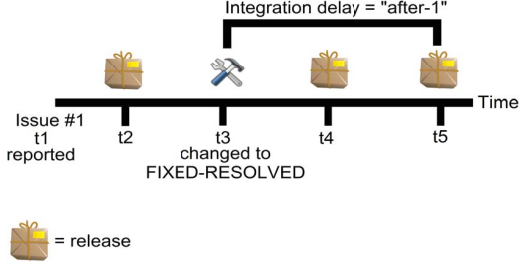 Integration delay = "after-1"
Time
Issue #1
t1
reported
t2
t3
changed to
FIXED-RESOLVED
t4
t5
= release